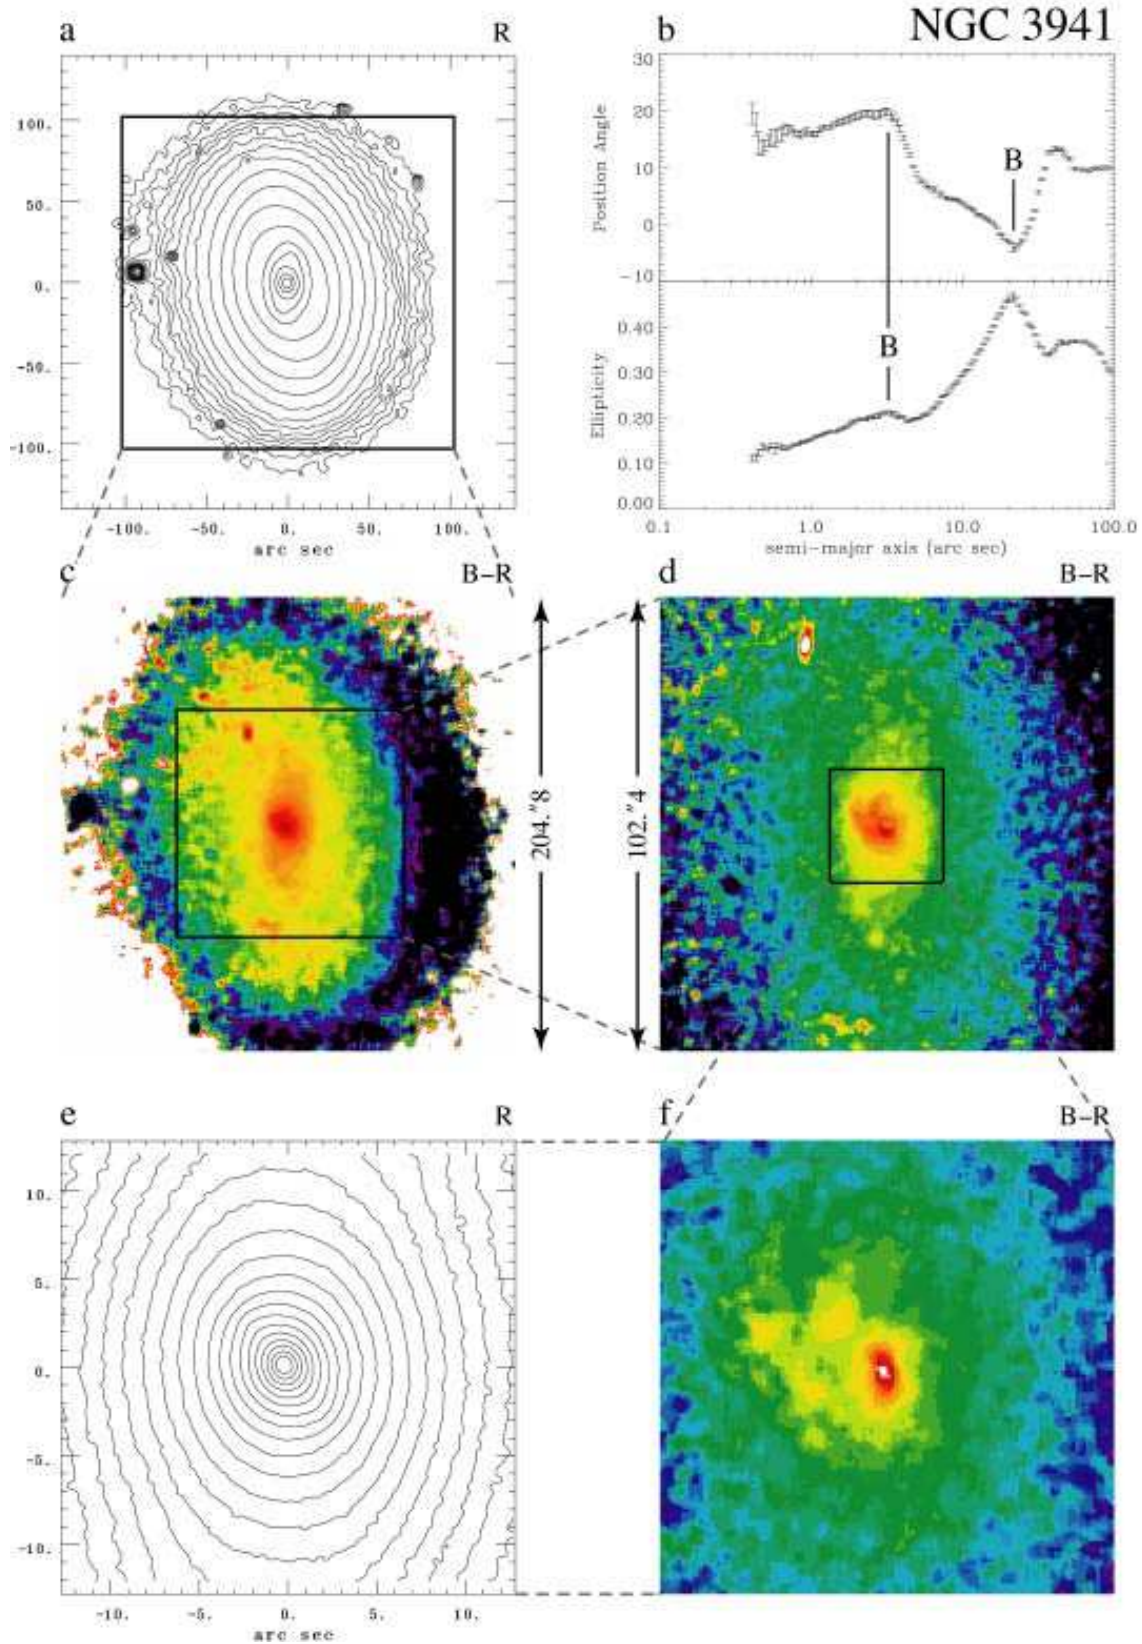 a R b NGC 3941
30
20
10
0
-10
Position Angle
B
B
0.40
0.30
0.20
0.10
0.00
Ellipticity
0.1 1.0 10.0 100.0
semi-major axis (arc sec)
100.
50.
0.
-50.
-100.
-100. -50. 0. 50. 100.
arc sec
c B-R
204."8
d B-R
102."4
e R
10.
5.
0.
-5.
-10.
-10. -5. 0. 5. 10.
arc sec
f B-R